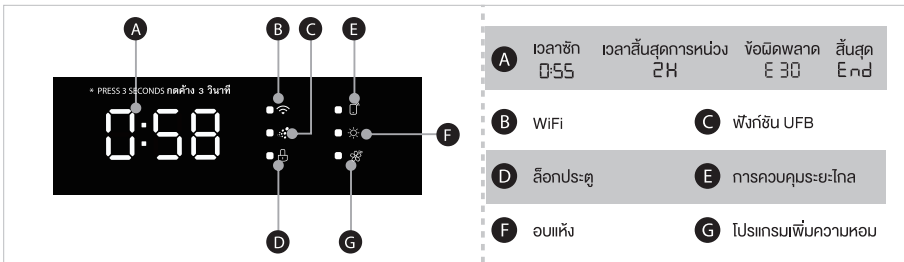 A B C E
* PRESS 3 SECONDS กดค้าง 3 วินาที
0:58
F
D G
A เวลาซัก เวลาสิ้นสุดการหน่วง ข้อผิดพลาด สิ้นสุด
0:55 2H E30 End
B WiFi C ฟังก์ชัน UFB
D ล็อกประตู E การควบคุมระยะไกล
F อบแห้ง G โปรแกรมเพิ่มความหอม